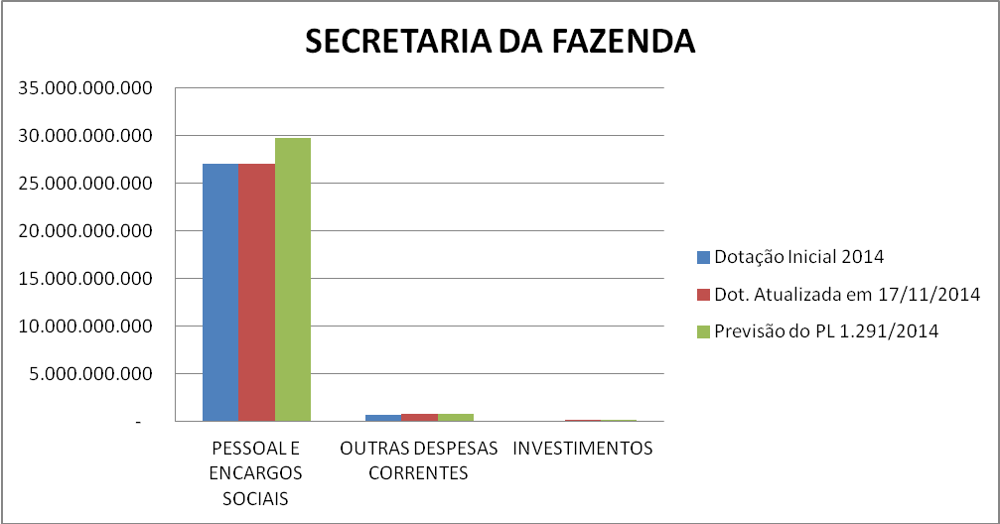 SECRETARIA DA FAZENDA
35.000.000.000
30.000.000.000
25.000.000.000
20.000.000.000
15.000.000.000
10.000.000.000
5.000.000.000
-
PESSOAL E
ENCARGOS
SOCIAIS
OUTRAS DESPESAS
CORRENTES
INVESTIMENTOS
Dotação Inicial 2014
Dot. Atualizada em 17/11/2014
Previsão do PL 1.291/2014